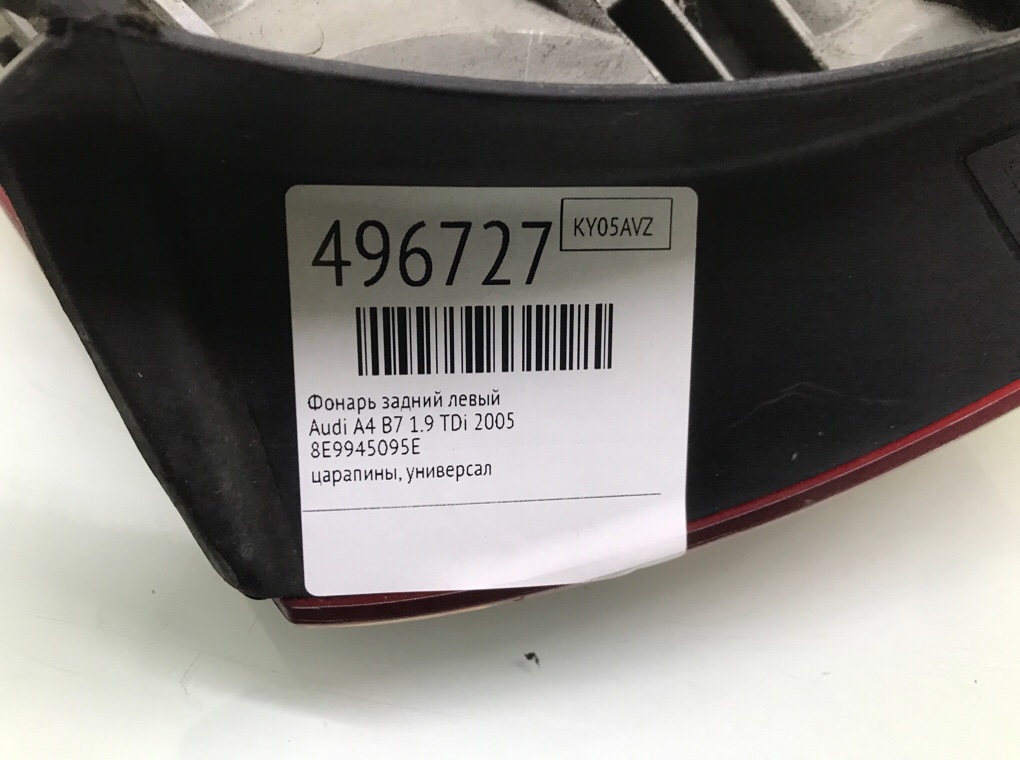 496727
KY05AVZ
Фонарь задний левый
Audi A4 B7 1.9 TDi 2005
8E9945095E
царапины, универсал